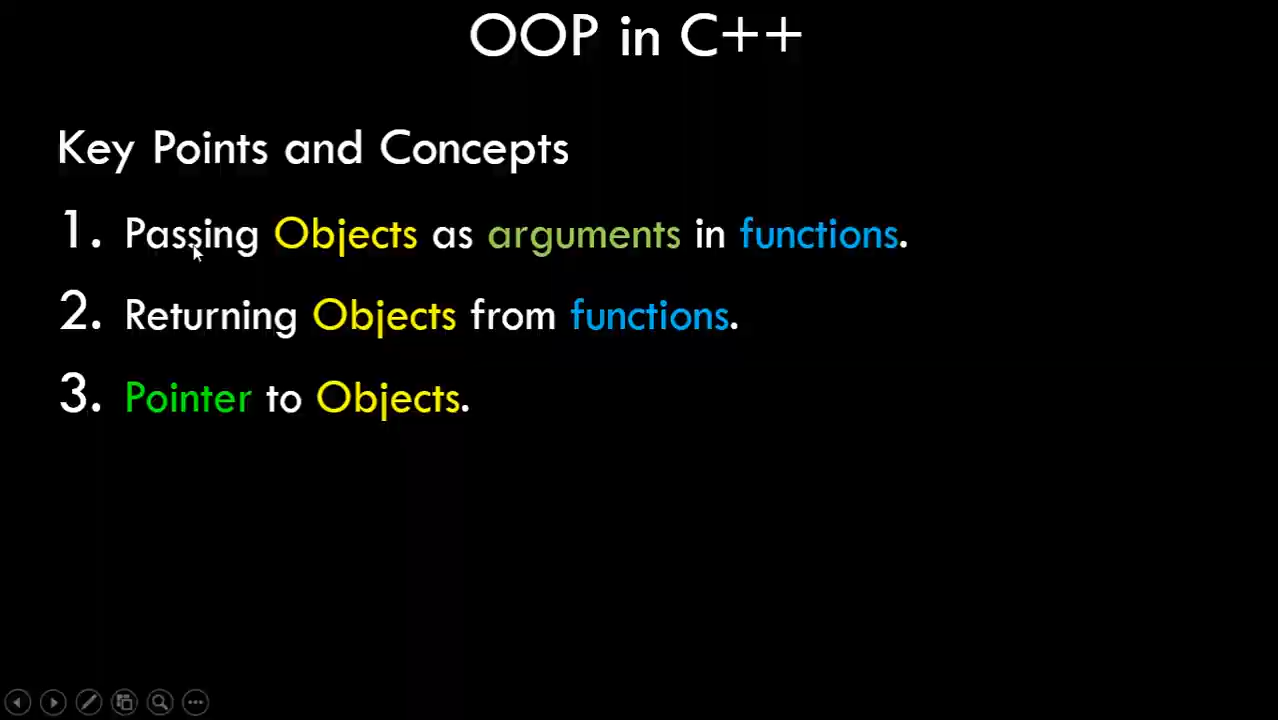 OOP in C++
Key Points and Concepts
1. Passing Objects as arguments in functions.
2. Returning Objects from functions.
3. Pointer to Objects.